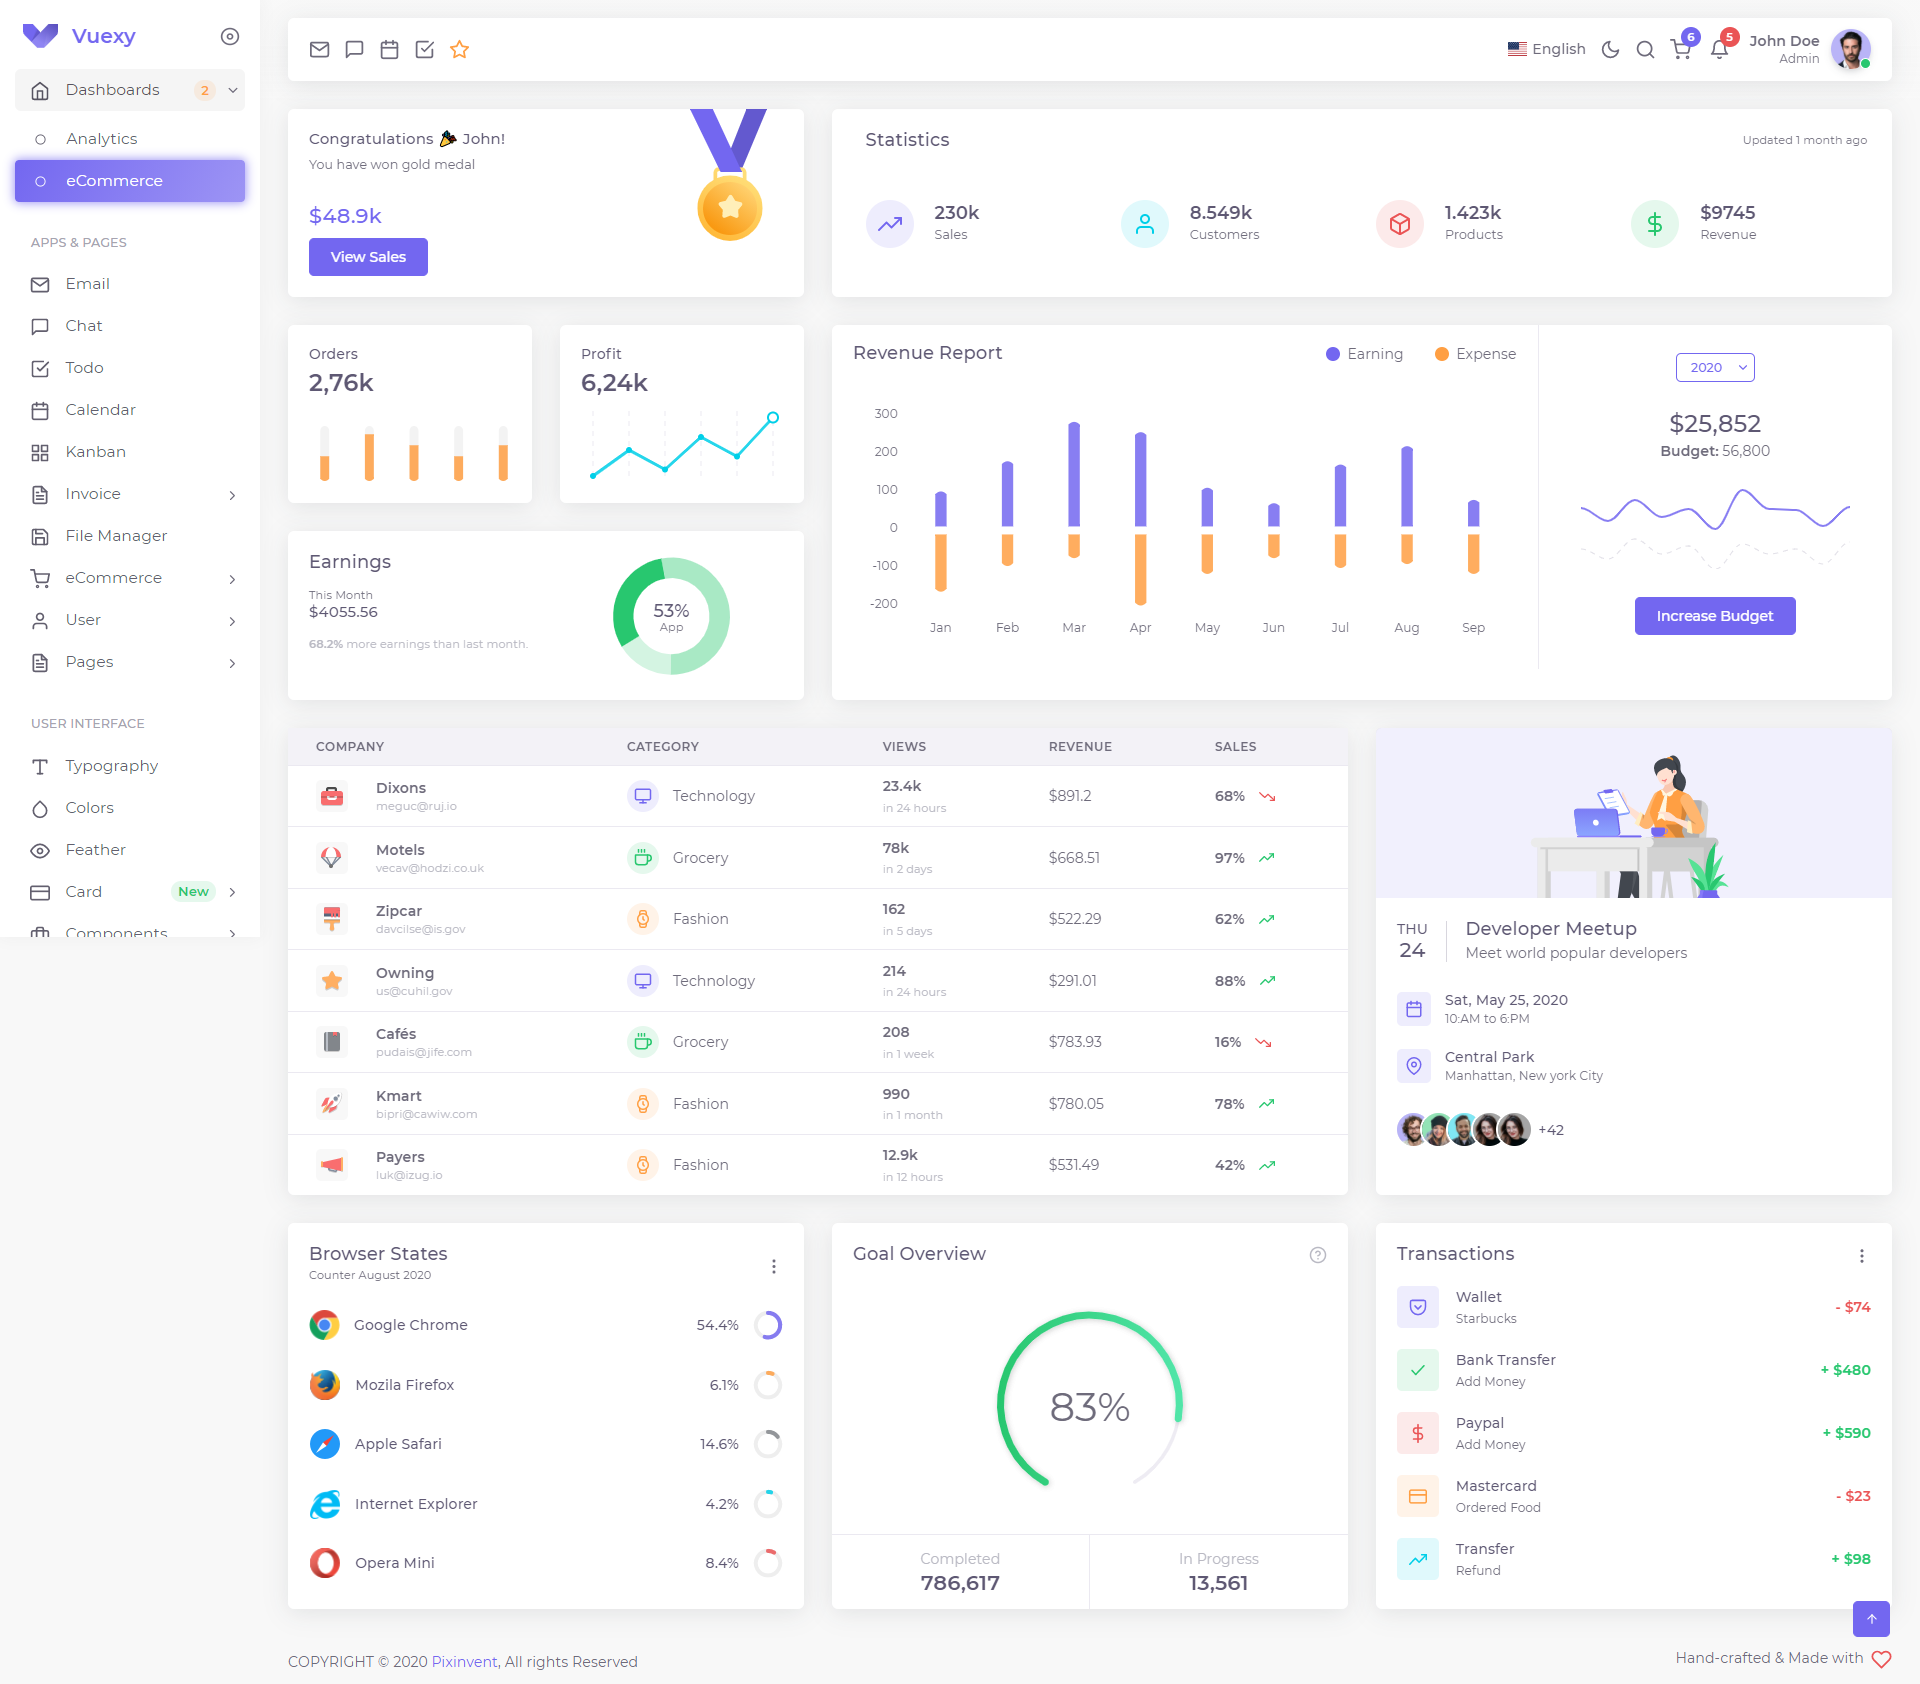 Vuexy
Dashboards 2
Analytics
eCommerce
APPS & PAGES
Email
Chat
Todo
Calendar
Kanban
Invoice
File Manager
eCommerce
User
Pages
USER INTERFACE
Typography
Colors
Feather
Card New
Components
English
6
5
John Doe
Admin
Congratulations 🎉 John!
You have won gold medal
$48.9k
View Sales
Statistics
Updated 1 month ago
230k
Sales
8.549k
Customers
1.423k
Products
$9745
Revenue
Orders
2,76k
Profit
6,24k
Earnings
This Month
$4055.56
68.2% more earnings than last month.
53%
App
Revenue Report
Earning Expense
300
200
100
0
-100
-200
Jan Feb Mar Apr May Jun Jul Aug Sep
2020
$25,852
Budget: 56,800
Increase Budget
COMPANY CATEGORY VIEWS REVENUE SALES
Dixons
meguc@ruj.io
Technology
23.4k
in 24 hours
$891.2
68%
Motels
vecav@hodzi.co.uk
Grocery
78k
in 2 days
$668.51
97%
Zipcar
davcilse@is.gov
Fashion
162
in 5 days
$522.29
62%
Owning
us@cuhil.gov
Technology
214
in 24 hours
$291.01
88%
Cafés
pudais@jife.com
Grocery
208
in 1 week
$783.93
16%
Kmart
bipri@cawiw.com
Fashion
990
in 1 month
$780.05
78%
Payers
luk@izug.io
Fashion
12.9k
in 12 hours
$531.49
42%
THU
24
Developer Meetup
Meet world popular developers
Sat, May 25, 2020
10:AM to 6:PM
Central Park
Manhattan, New york City
+42
Browser States
Counter August 2020
Google Chrome 54.4%
Mozila Firefox 6.1%
Apple Safari 14.6%
Internet Explorer 4.2%
Opera Mini 8.4%
Goal Overview
83%
Completed
786,617
In Progress
13,561
Transactions
Wallet
Starbucks
- $74
Bank Transfer
Add Money
+ $480
Paypal
Add Money
+ $590
Mastercard
Ordered Food
- $23
Transfer
Refund
+ $98
COPYRIGHT © 2020 Pixinvent, All rights Reserved
Hand-crafted & Made with